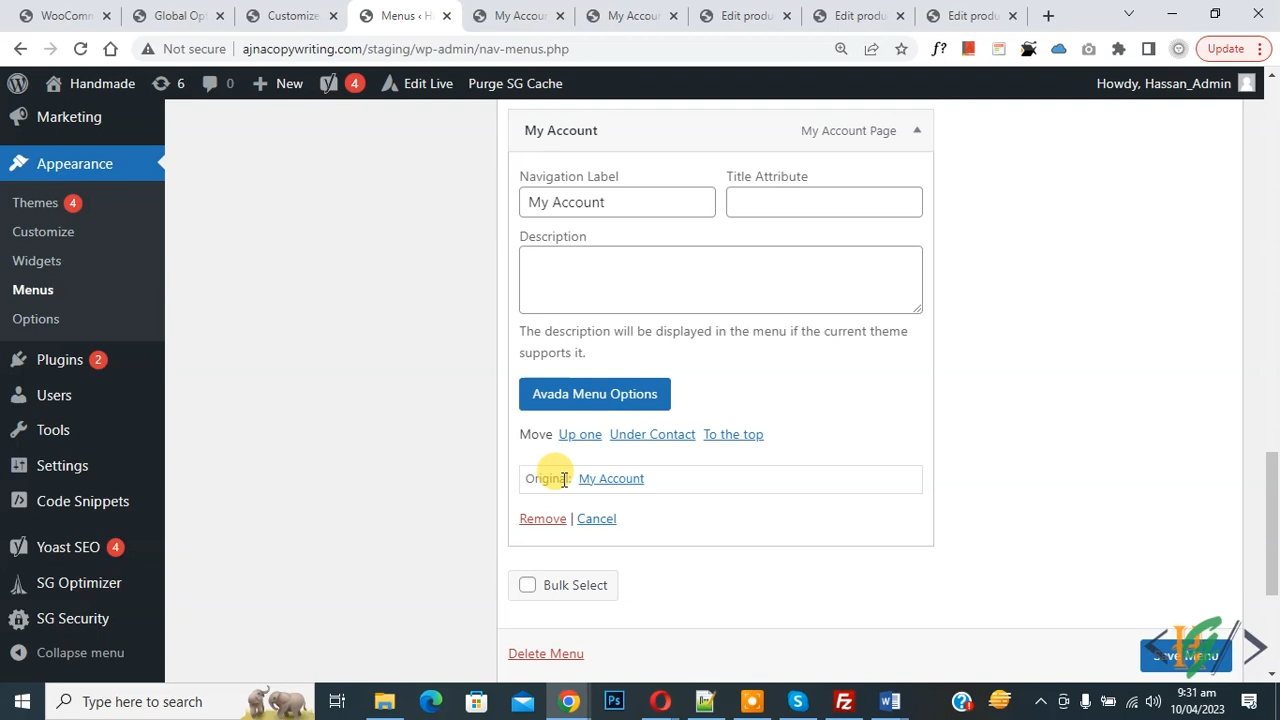 WooComm
Global Op
Customize
Menus < H
My Accou
My Accou
Edit produ
Edit produ
Edit produ
Not secure
ajnacopywriting.com/staging/wp-admin/nav-menus.php
f?
Update
Handmade
6
0
New
4
Edit Live
Purge SG Cache
Howdy, Hassan_Admin
Marketing
Appearance
Themes 4
Customize
Widgets
Menus
Options
Plugins 2
Users
Tools
Settings
Code Snippets
Yoast SEO 4
SG Optimizer
SG Security
Collapse menu
My Account
My Account Page
Navigation Label
Title Attribute
My Account
Description
The description will be displayed in the menu if the current theme
supports it.
Avada Menu Options
Move Up one Under Contact To the top
Original: My Account
Remove | Cancel
Bulk Select
Delete Menu
Save Menu
Type here to search
9:31 am
10/04/2023